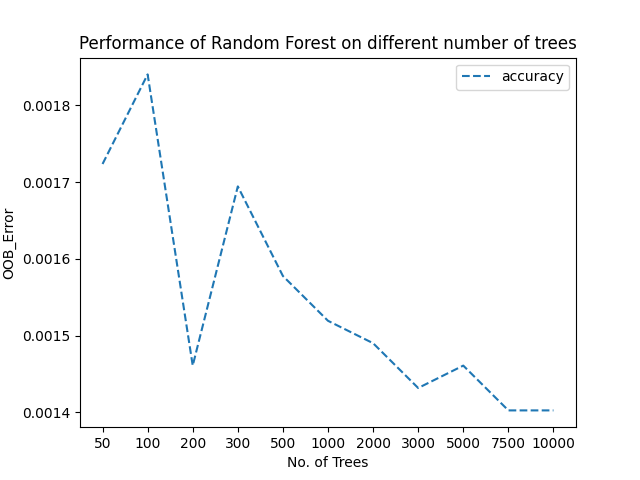 Performance of Random Forest on different number of trees
accuracy
0.0018
0.0017
0.0016
0.0015
0.0014
OOB_Error
50 100 200 300 500 1000 2000 3000 5000 7500 10000
No. of Trees